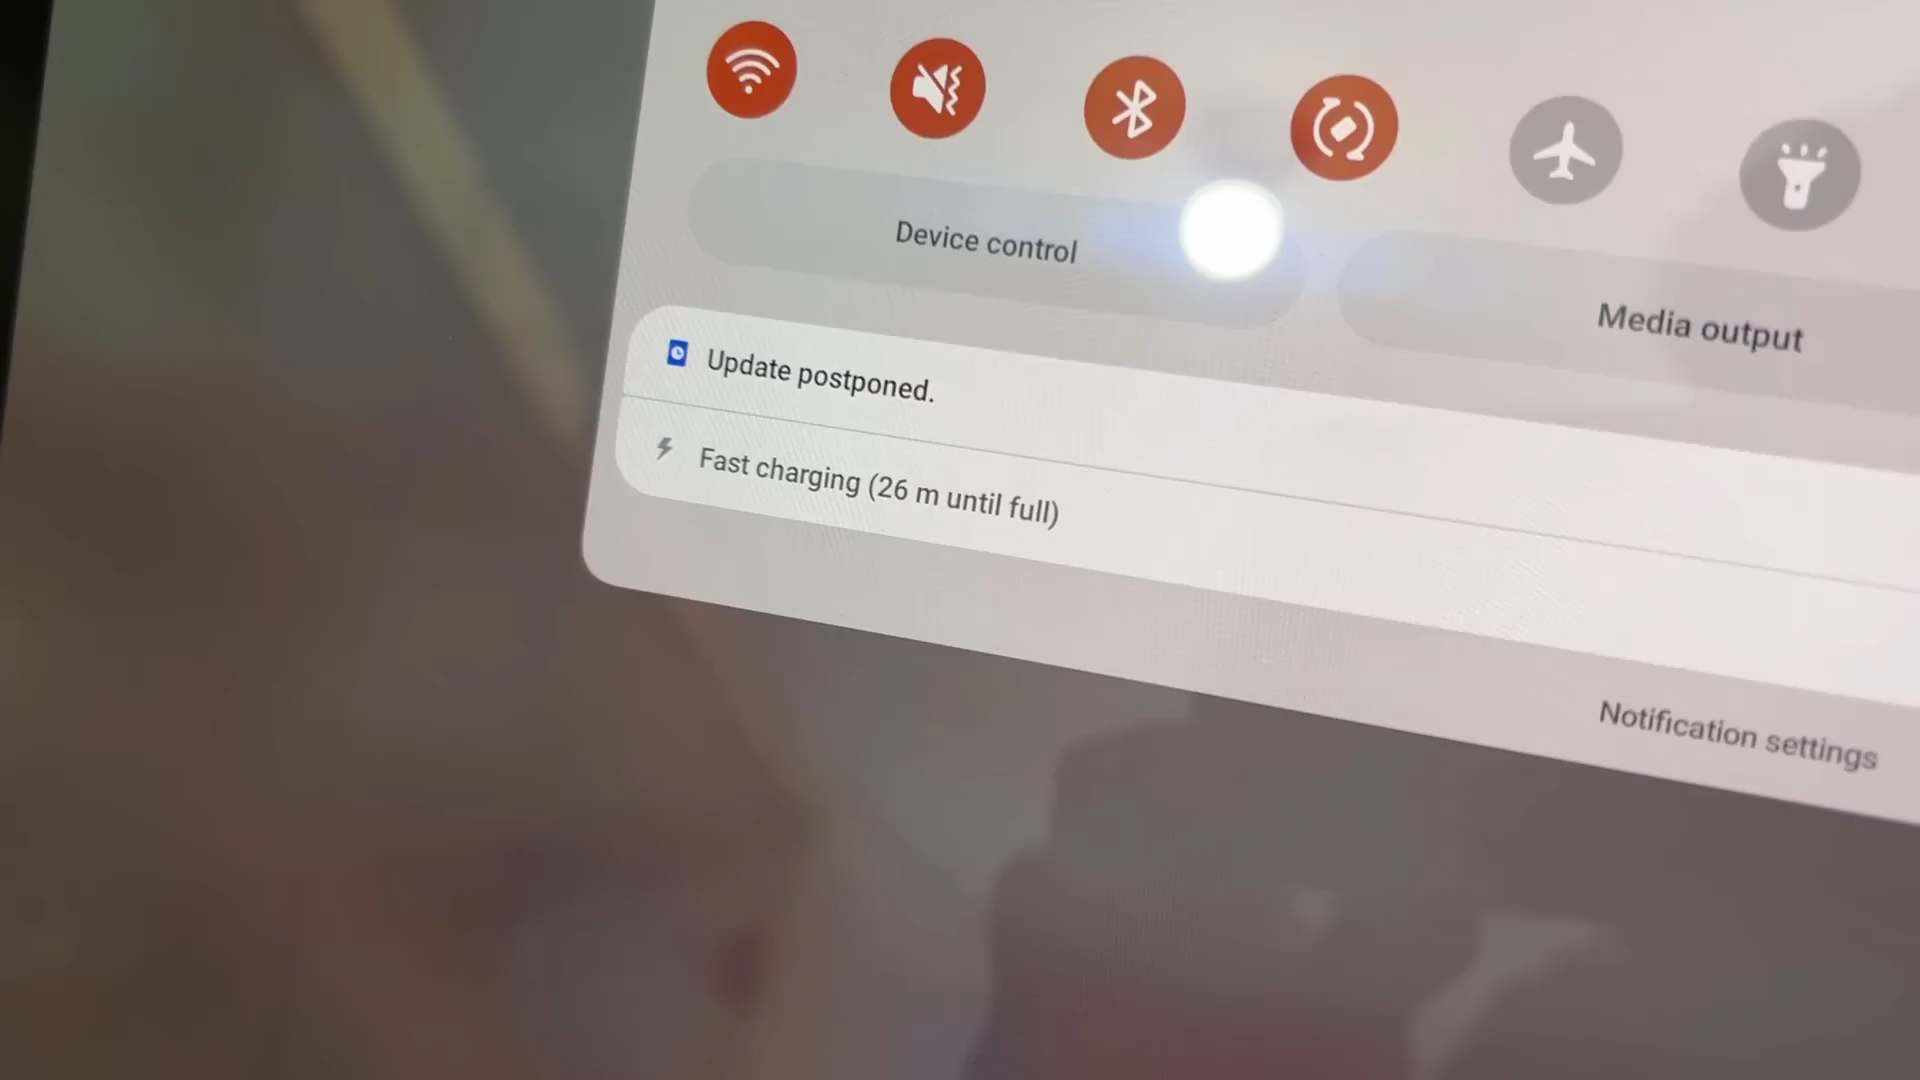 Device control
Media output
Update postponed.
Fast charging (26 m until full)
Notification settings